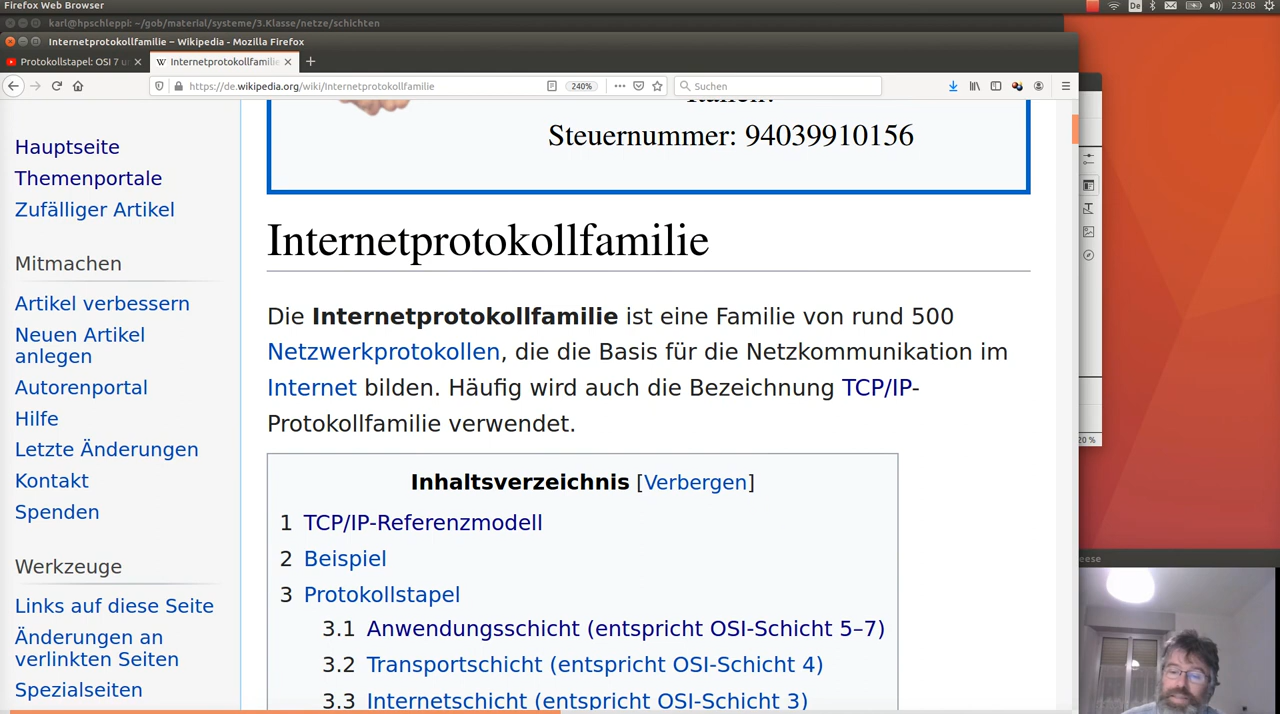 Firefox Web Browser
De
23:08
karl@hpschleppi: ~/gob/material/systeme/3.Klasse/netze/schichten
Internetprotokollfamilie – Wikipedia - Mozilla Firefox
Protokollstapel: OSI 7 u
Internetprotokollfamilie
https://de.wikipedia.org/wiki/Internetprotokollfamilie
240%
Suchen
Steuernummer: 94039910156
Hauptseite
Themenportale
Zufälliger Artikel
Mitmachen
Artikel verbessern
Neuen Artikel
anlegen
Autorenportal
Hilfe
Letzte Änderungen
Kontakt
Spenden
Werkzeuge
Links auf diese Seite
Änderungen an
verlinkten Seiten
Spezialseiten
Internetprotokollfamilie
Die Internetprotokollfamilie ist eine Familie von rund 500
Netzwerkprotokollen, die die Basis für die Netzkommunikation im
Internet bilden. Häufig wird auch die Bezeichnung TCP/IP-
Protokollfamilie verwendet.
Inhaltsverzeichnis [Verbergen]
1 TCP/IP-Referenzmodell
2 Beispiel
3 Protokollstapel
3.1 Anwendungsschicht (entspricht OSI-Schicht 5–7)
3.2 Transportschicht (entspricht OSI-Schicht 4)
3.3 Internetschicht (entspricht OSI-Schicht 3)
20 %
eese